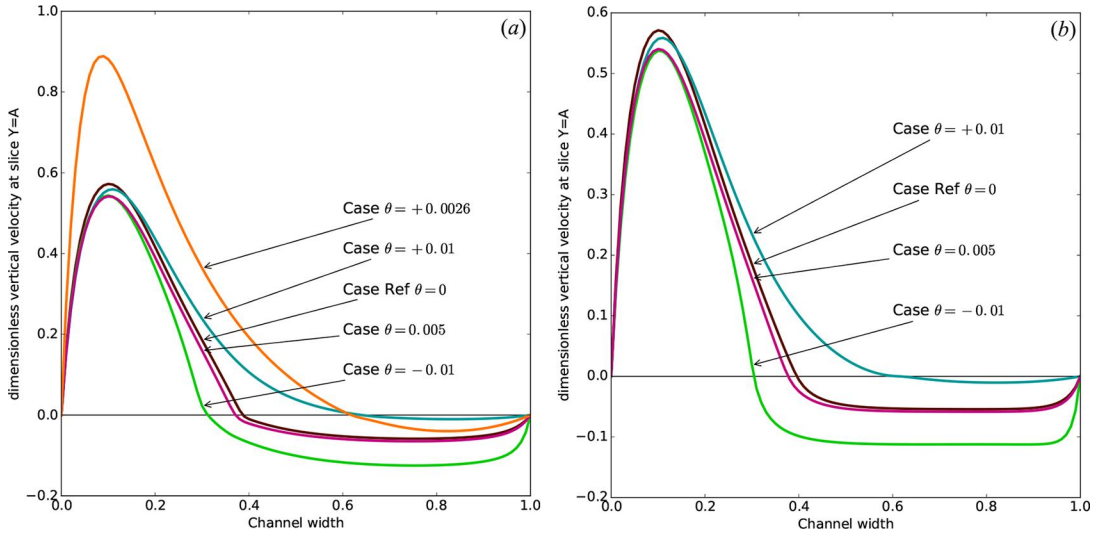 (a)
1.0
0.8
0.6
0.4
0.2
0.0
−0.2
dimensionless vertical velocity at slice Y=A
Case θ=+0.0026
Case θ=+0.01
Case Ref θ=0
Case θ=0.005
Case θ=−0.01
0.0 0.2 0.4 0.6 0.8 1.0
Channel width
(b)
0.6
0.5
0.4
0.3
0.2
0.1
0.0
−0.1
−0.2
dimensionless vertical velocity at slice Y=A
Case θ=+0.01
Case Ref θ=0
Case θ=0.005
Case θ=−0.01
0.0 0.2 0.4 0.6 0.8 1.0
Channel width